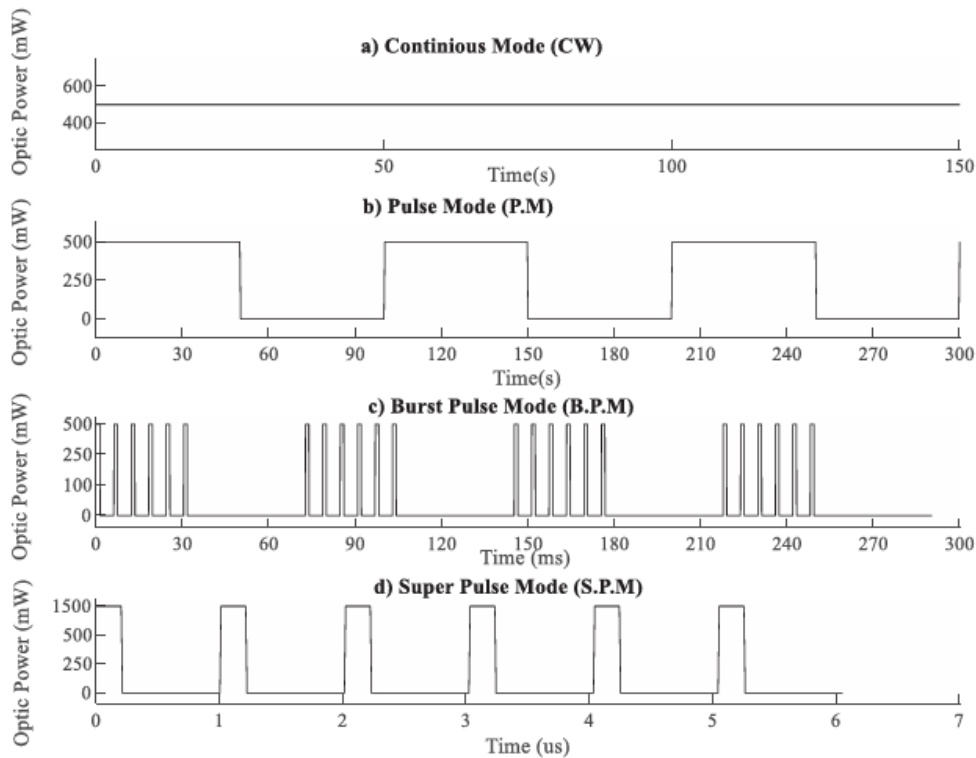 a) Continious Mode (CW)
Optic Power (mW)
600
400
0 50 100 150
Time(s)
b) Pulse Mode (P.M)
Optic Power (mW)
500
250
0
0 30 60 90 120 150 180 210 240 270 300
Time(s)
c) Burst Pulse Mode (B.P.M)
Optic Power (mW)
500
250
100
0
0 30 60 90 120 150 180 210 240 270 300
Time (ms)
d) Super Pulse Mode (S.P.M)
Optic Power (mW)
1500
500
250
0
0 1 2 3 4 5 6 7
Time (us)